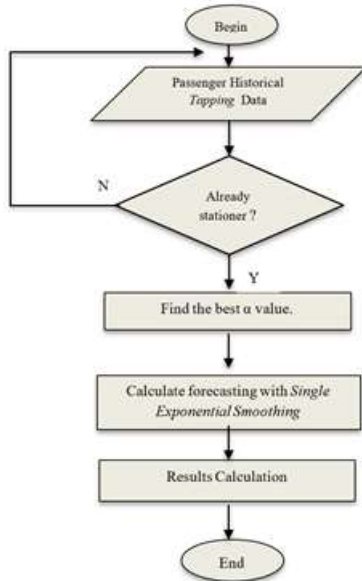 Begin
Passenger Historical
Tapping Data
N
Already
stationer ?
Y
Find the best α value.
Calculate forecasting with Single
Exponential Smoothing
Results Calculation
End